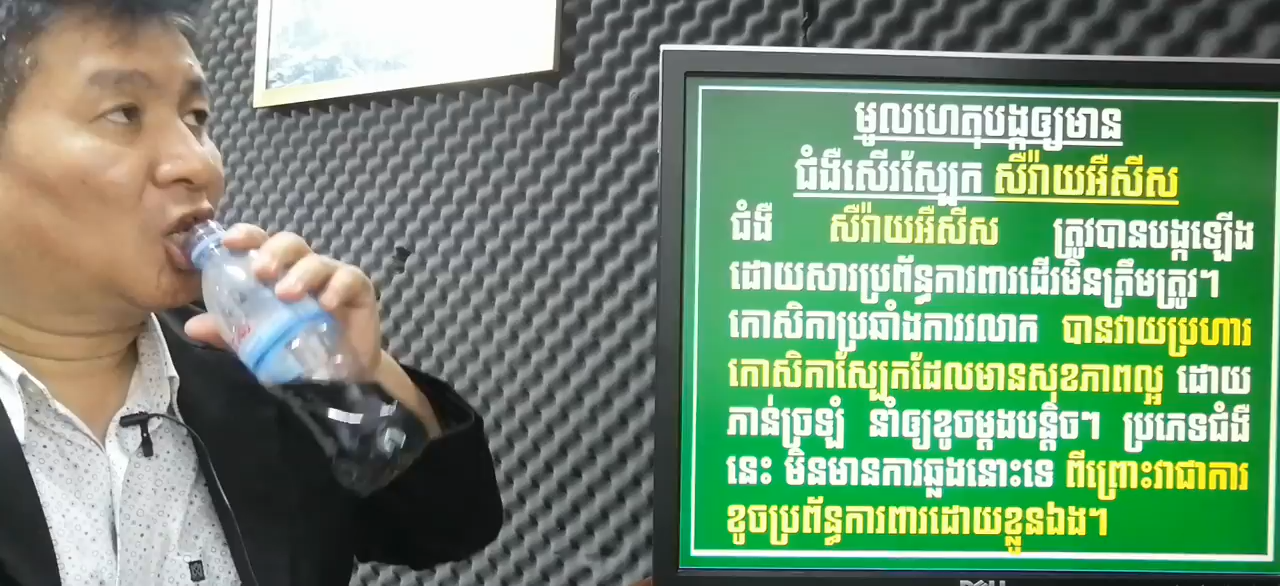 មូលហេតុបង្កឲ្យមាន
ជំងឺសើរស្បែក សឺរ៉ាយអឺស៊ីស
ជំងឺ សឺរ៉ាយអឺស៊ីស ត្រូវបានបង្កឡើង
ដោយសារប្រព័ន្ធការពារដើរមិនត្រឹមត្រូវ។
កោសិកាប្រឆាំងការរលាក បានវាយប្រហារ
កោសិកាស្បែកដែលមានសុខភាពល្អ ដោយ
ភាន់ច្រឡំ នាំឲ្យខូចម្តងបន្តិចៗ ប្រភេទជំងឺ
នេះ មិនមានការឆ្លងនោះទេ ពីព្រោះវាជាការ
ខូចប្រព័ន្ធការពារដោយខ្លួនឯង។
DELL